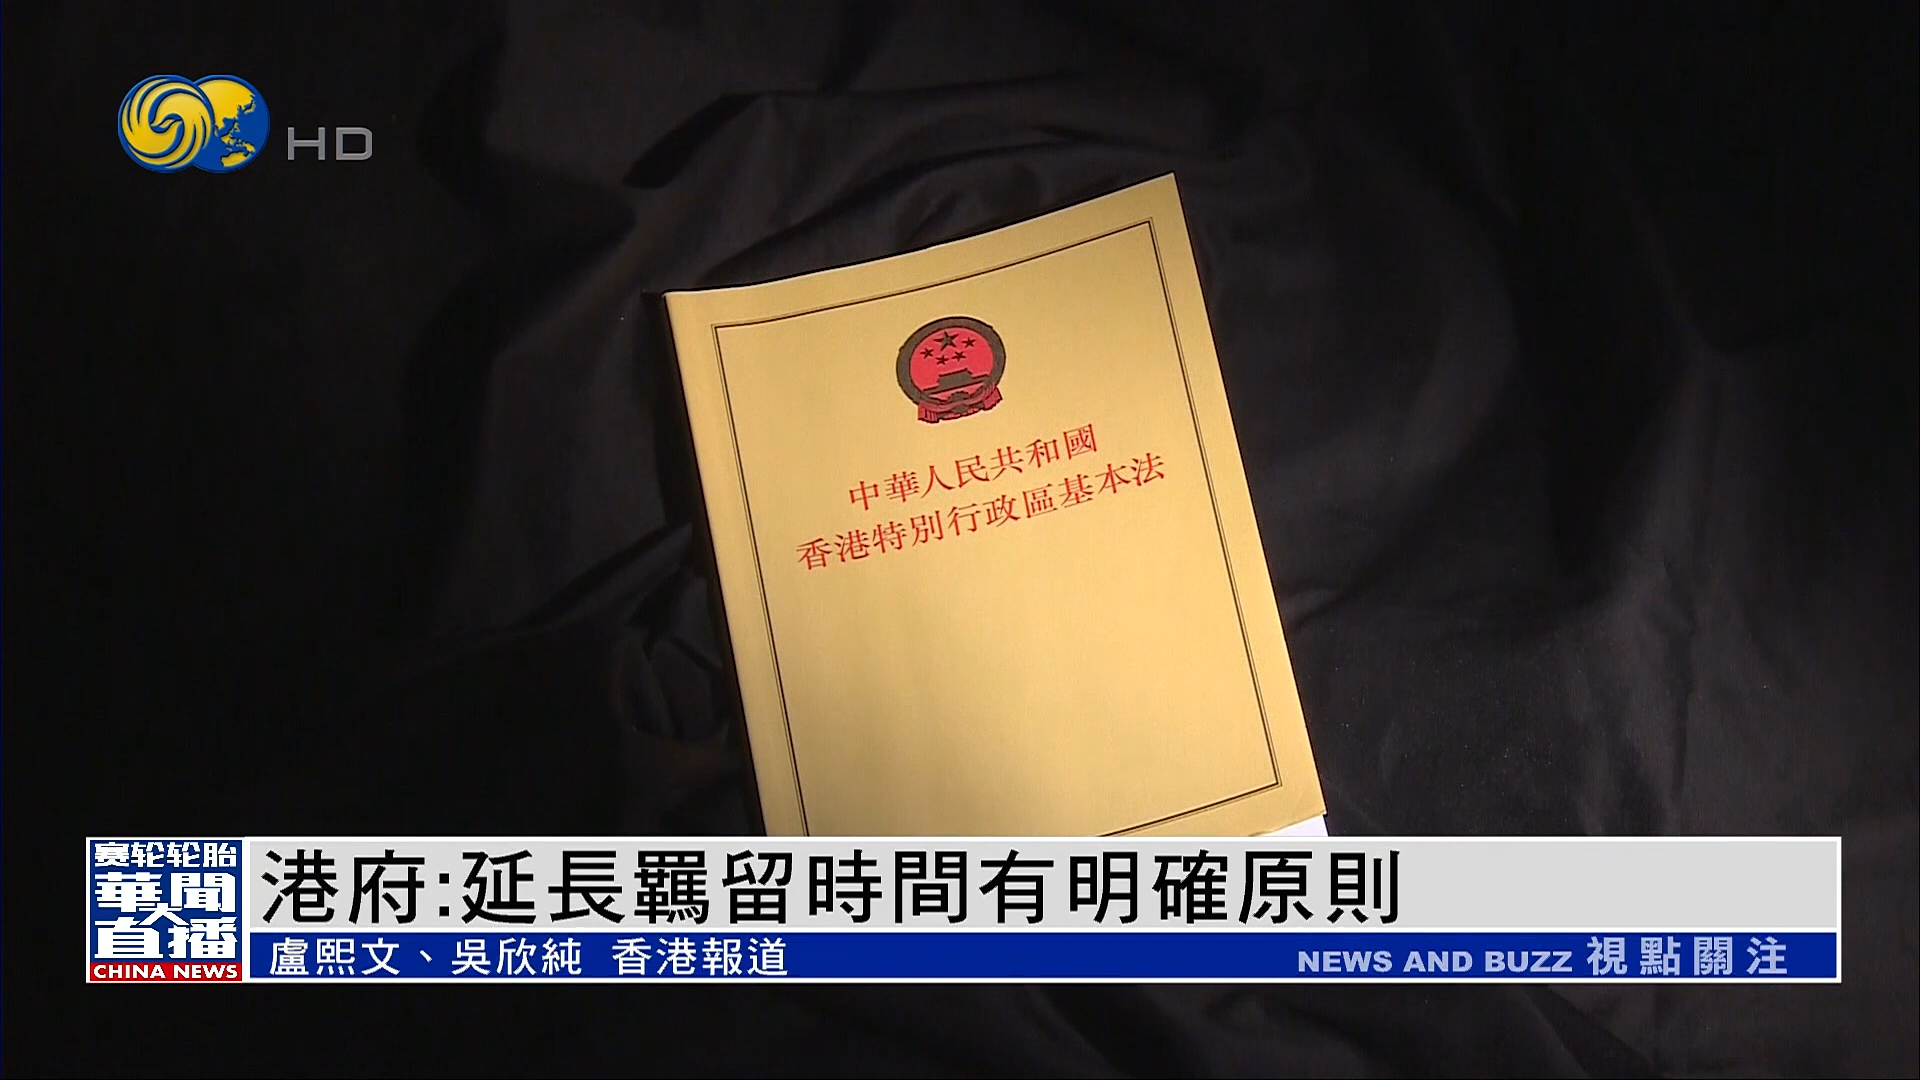 HD
中華人民共和國
香港特別行政區基本法
赛轮轮胎
華聞大直播
CHINA NEWS
港府:延長羈留時間有明確原則
盧熙文、吳欣純 香港報道
NEWS AND BUZZ 視點關注